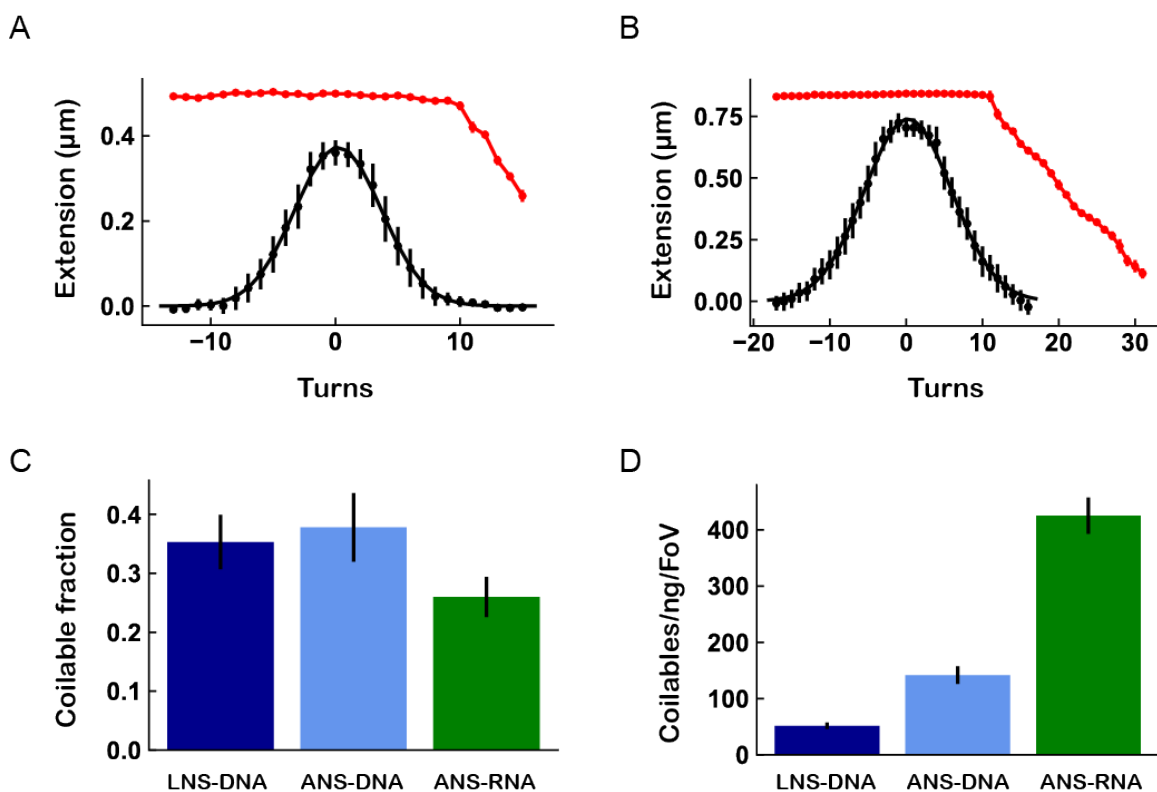 A
Extension (µm)
0.4
0.2
0.0
−10
0
10
Turns
B
Extension (µm)
0.75
0.50
0.25
0.00
−20
−10
0
10
20
30
Turns
C
Coilable fraction
0.4
0.3
0.2
0.1
0.0
LNS-DNA
ANS-DNA
ANS-RNA
D
Coilables/ng/FoV
400
300
200
100
0
LNS-DNA
ANS-DNA
ANS-RNA